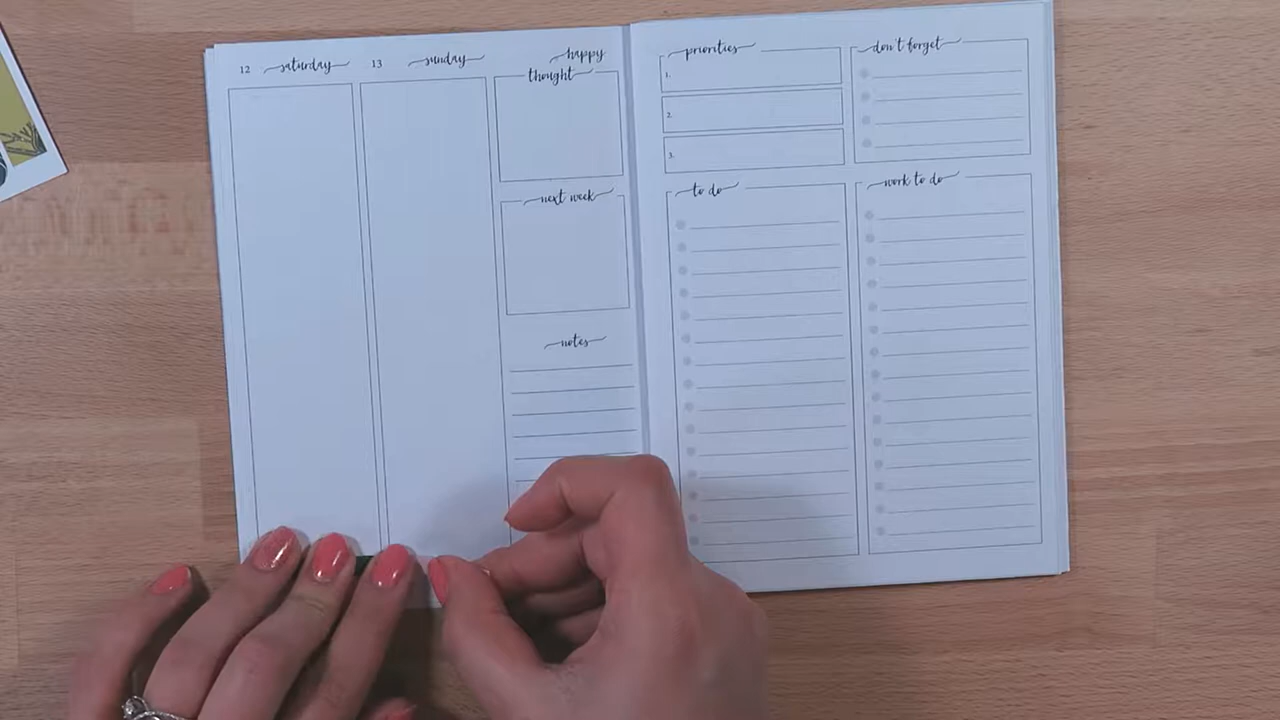 12 saturday
13 sunday
happy
thought
next week
notes
priorities
1.
2.
3.
don't forget
to do
work to do